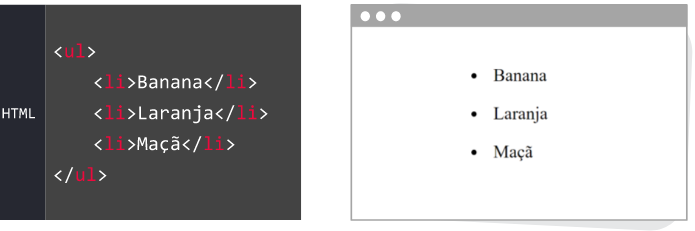 HTML
<ul>
<li>Banana</li>
<li>Laranja</li>
<li>Maçã</li>
</ul>
• Banana
• Laranja
• Maçã